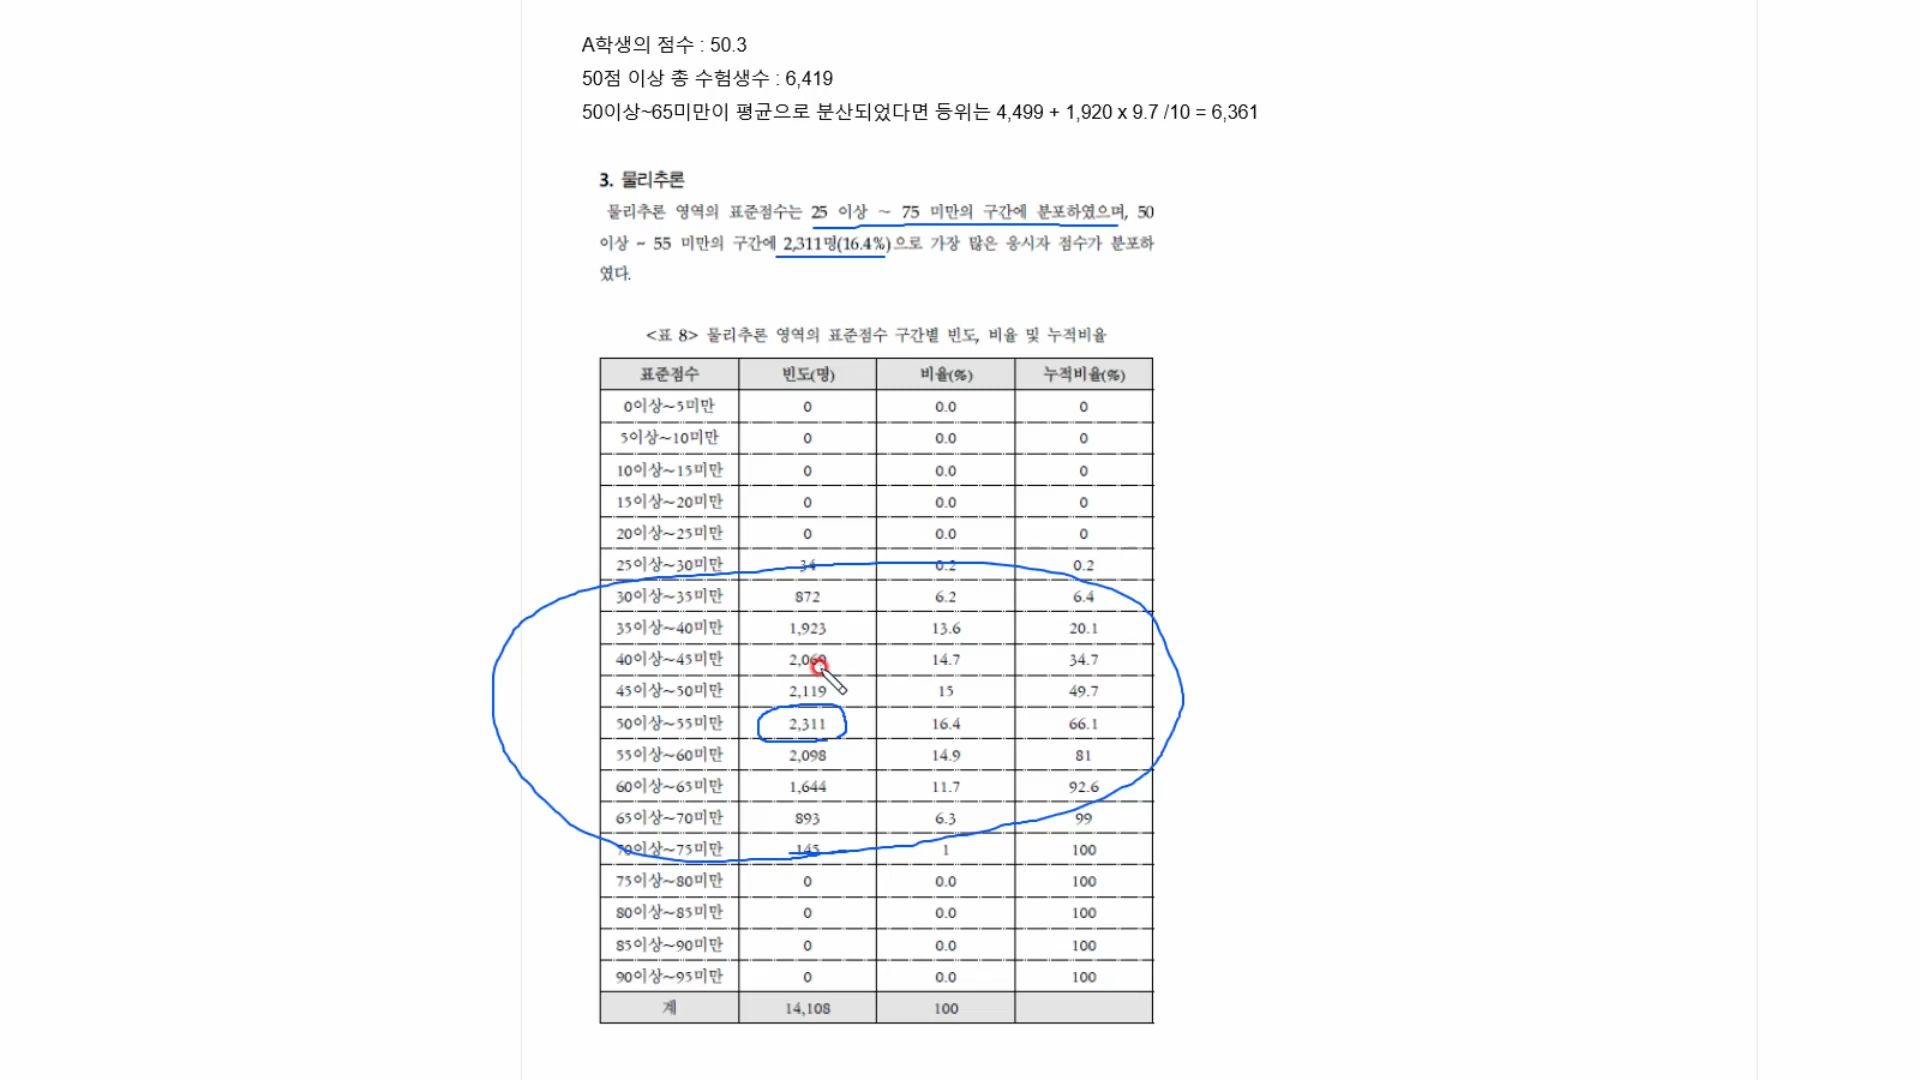 A학생의 점수 : 50.3
50점 이상 총 수험생수 : 6,419
50이상~65미만이 평균으로 분산되었다면 등위는 4,499 + 1,920 x 9.7 /10 = 6,361
3. 물리추론
물리추론 영역의 표준점수는 25 이상 ~ 75 미만의 구간에 분포하였으며, 50
이상 ~ 55 미만의 구간에 2,311명(16.4%)으로 가장 많은 응시자 점수가 분포하
였다.
<표 8> 물리추론 영역의 표준점수 구간별 빈도, 비율 및 누적비율
표준점수 빈도(명) 비율(%) 누적비율(%)
0이상~5미만 0 0.0 0
5이상~10미만 0 0.0 0
10이상~15미만 0 0.0 0
15이상~20미만 0 0.0 0
20이상~25미만 0 0.0 0
25이상~30미만 34 0.2 0.2
30이상~35미만 872 6.2 6.4
35이상~40미만 1,923 13.6 20.1
40이상~45미만 14.7 34.7
45이상~50미만 2,119 15 49.7
50이상~55미만 2,311 16.4 66.1
55이상~60미만 2,098 14.9 81
60이상~65미만 1,644 11.7 92.6
65이상~70미만 893 6.3 99
70이상~75미만 145 1 100
75이상~80미만 0 0.0 100
80이상~85미만 0 0.0 100
85이상~90미만 0 0.0 100
90이상~95미만 0 0.0 100
계 14,108 100